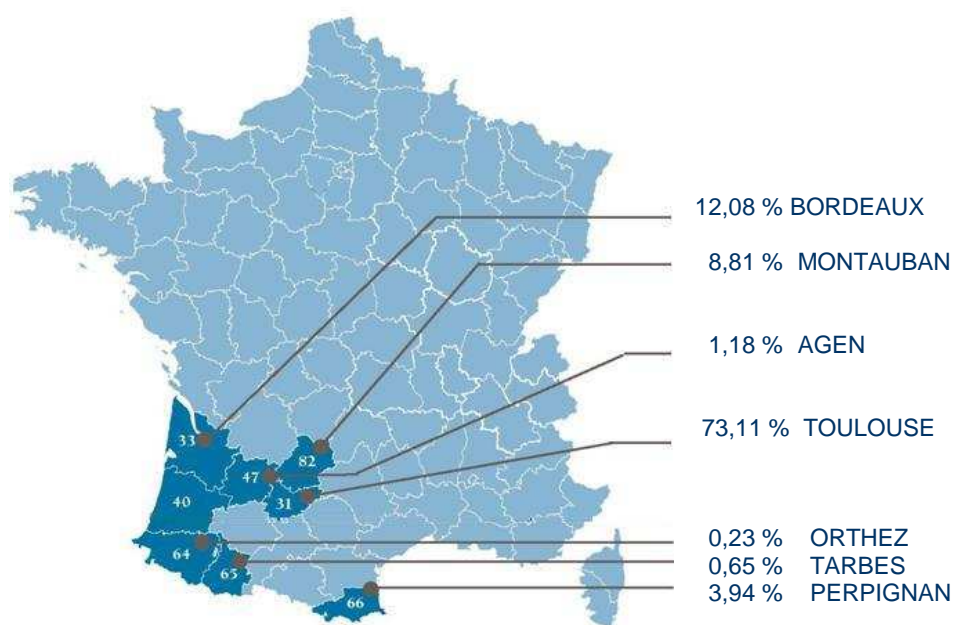 12,08 % BORDEAUX
8,81 % MONTAUBAN
1,18 % AGEN
73,11 % TOULOUSE
33
82
47
31
40
0,23 % ORTHEZ
64
0,65 % TARBES
65
3,94 % PERPIGNAN
66